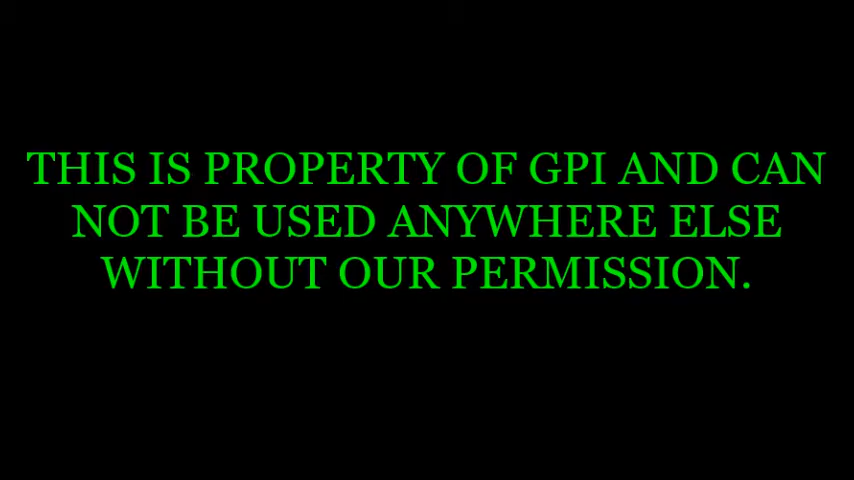 THIS IS PROPERTY OF GPI AND CAN
NOT BE USED ANYWHERE ELSE
WITHOUT OUR PERMISSION.